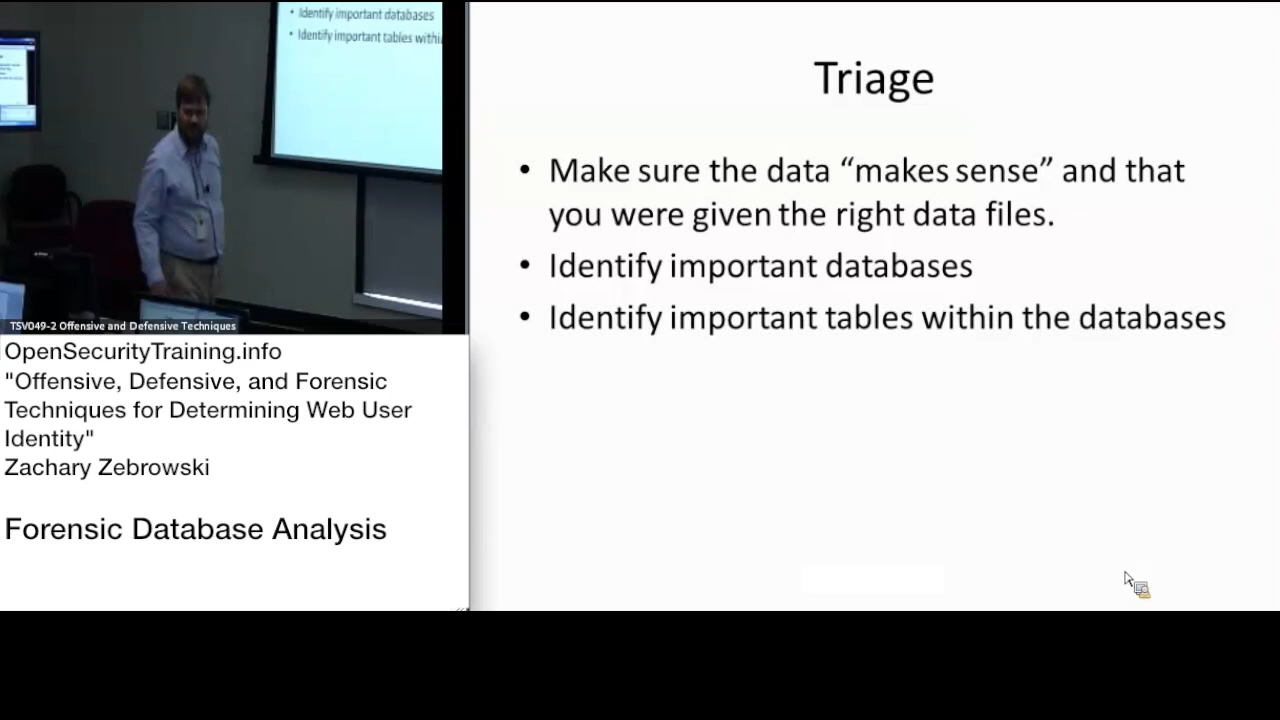 • Identify important databases
• Identify important tables withi
TSV049-2 Offensive and Defensive Techniques
OpenSecurityTraining.info
"Offensive, Defensive, and Forensic
Techniques for Determining Web User
Identity"
Zachary Zebrowski
Forensic Database Analysis
Triage
• Make sure the data “makes sense” and that
you were given the right data files.
• Identify important databases
• Identify important tables within the databases